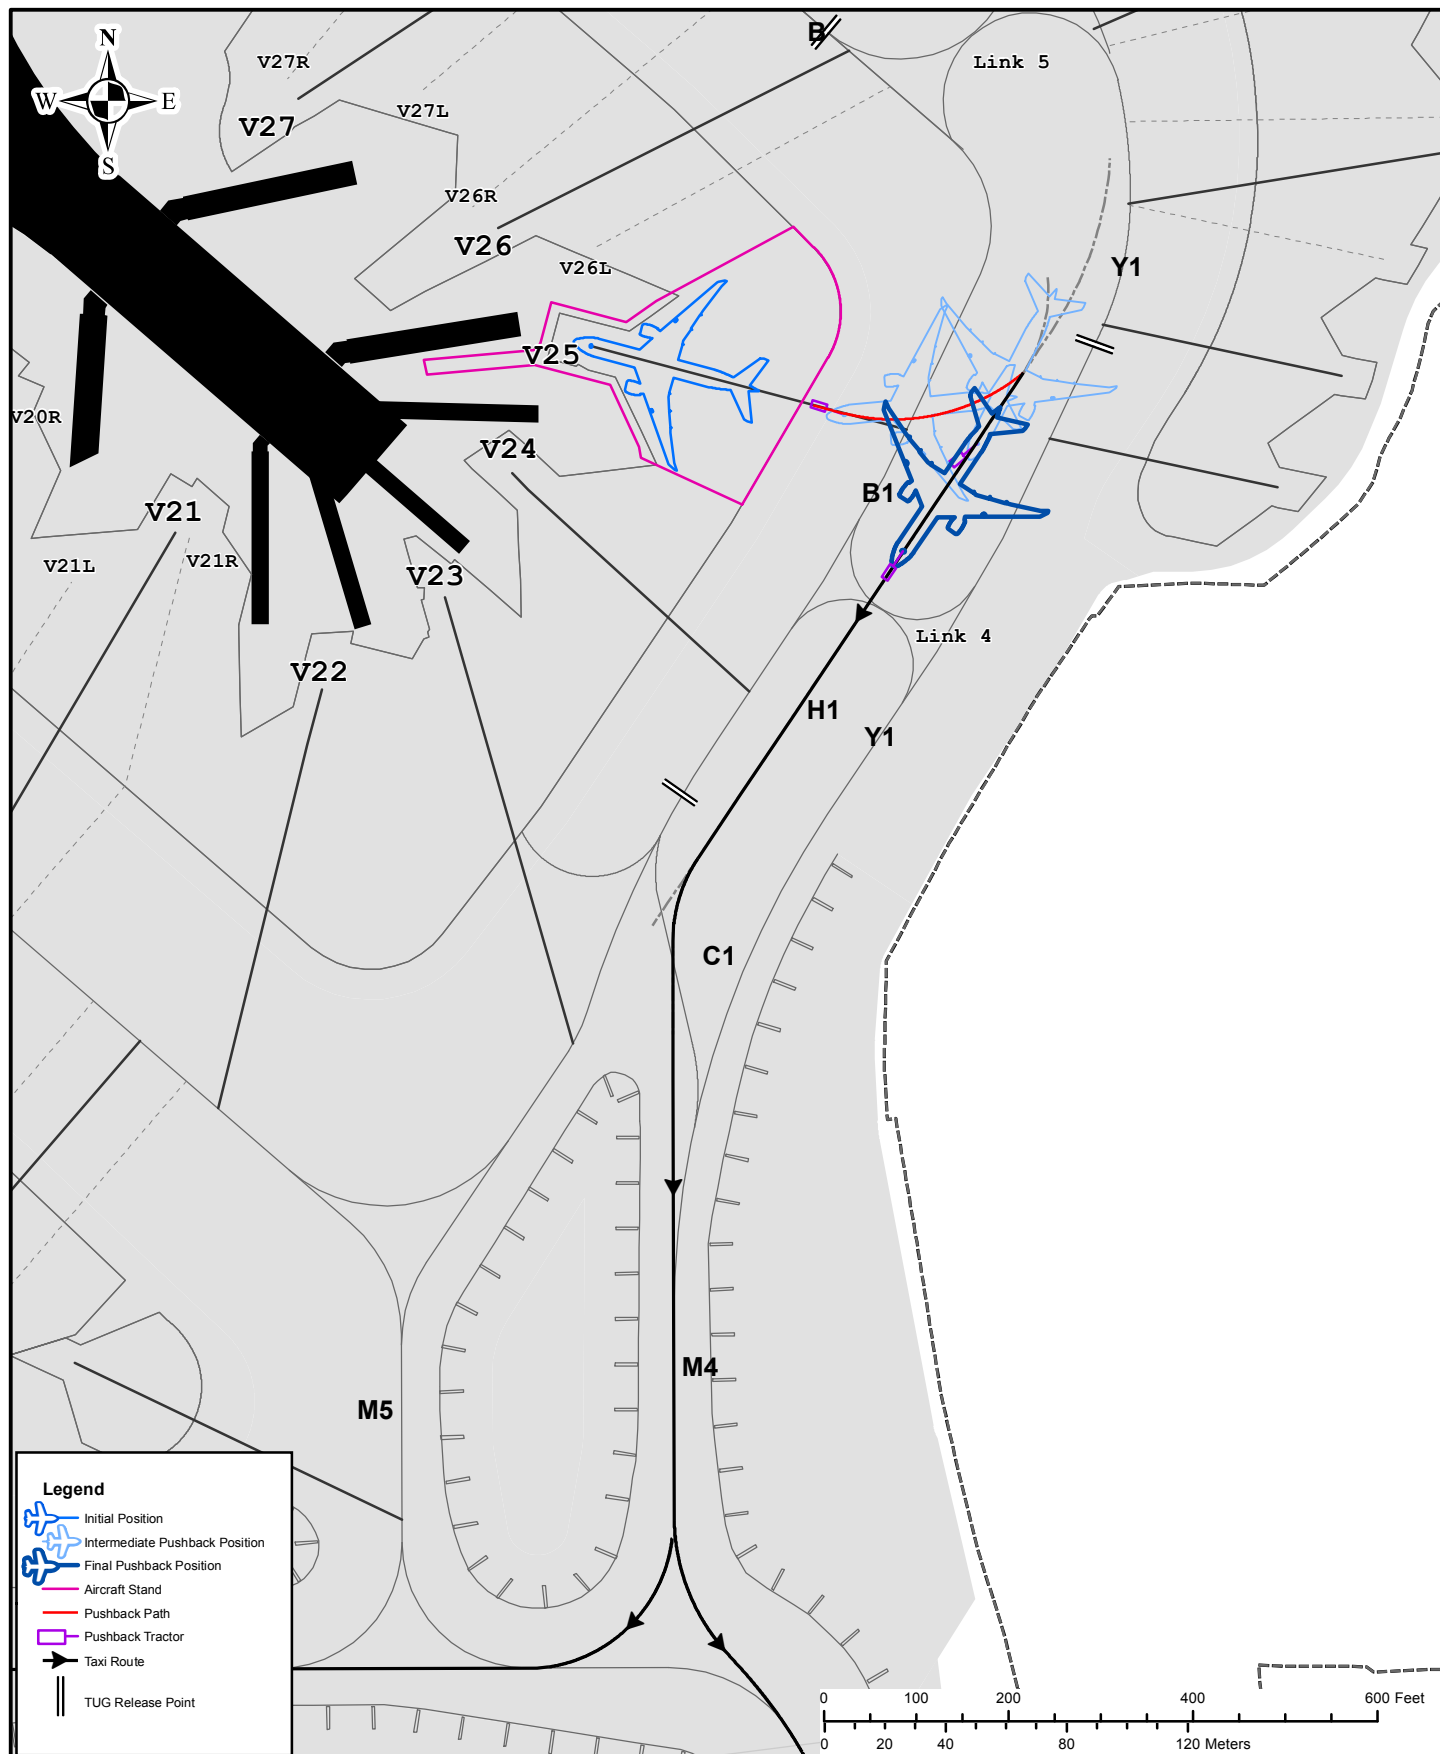 B
N
V27R
Link 5
W
E
V27L
V27
S
V26R
V26
V26L
Y1
V25
V20R
V24
B1
V21
V21L
V21R
V23
Link 4
V22
H1
Y1
C1
M4
M5
Legend
Initial Position
Intermediate Pushback Position
Final Pushback Position
Aircraft Stand
Pushback Path
Pushback Tractor
Taxi Route
TUG Release Point
0 100 200 400 600 Feet
0 20 40 80 120 Meters